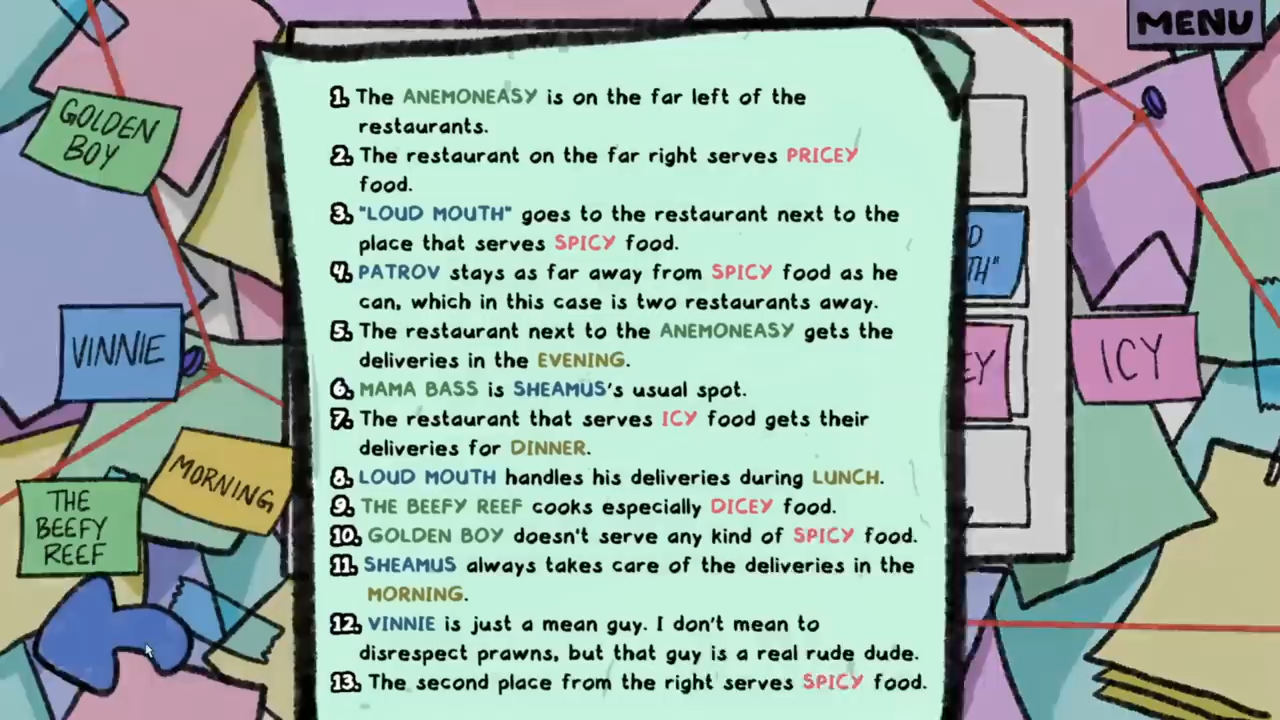 MENU
GOLDEN
BOY
VINNIE
MORNING
THE
BEEFY
REEF
1. The ANEMONEASY is on the far left of the
restaurants.
2. The restaurant on the far right serves PRICEY
food.
3. "LOUD MOUTH" goes to the restaurant next to the
place that serves SPICY food.
4. PATROV stays as far away from SPICY food as he
can, which in this case is two restaurants away.
5. The restaurant next to the ANEMONEASY gets the
deliveries in the EVENING.
6. MAMA BASS is SHEAMUS's usual spot.
7. The restaurant that serves ICY food gets their
deliveries for DINNER.
8. LOUD MOUTH handles his deliveries during LUNCH.
9. THE BEEFY REEF cooks especially DICEY food.
10. GOLDEN BOY doesn't serve any kind of SPICY food.
11. SHEAMUS always takes care of the deliveries in the
MORNING.
12. VINNIE is just a mean guy. I don't mean to
disrespect prawns, but that guy is a real rude dude.
13. The second place from the right serves SPICY food.
D
TH"
EY
ICY